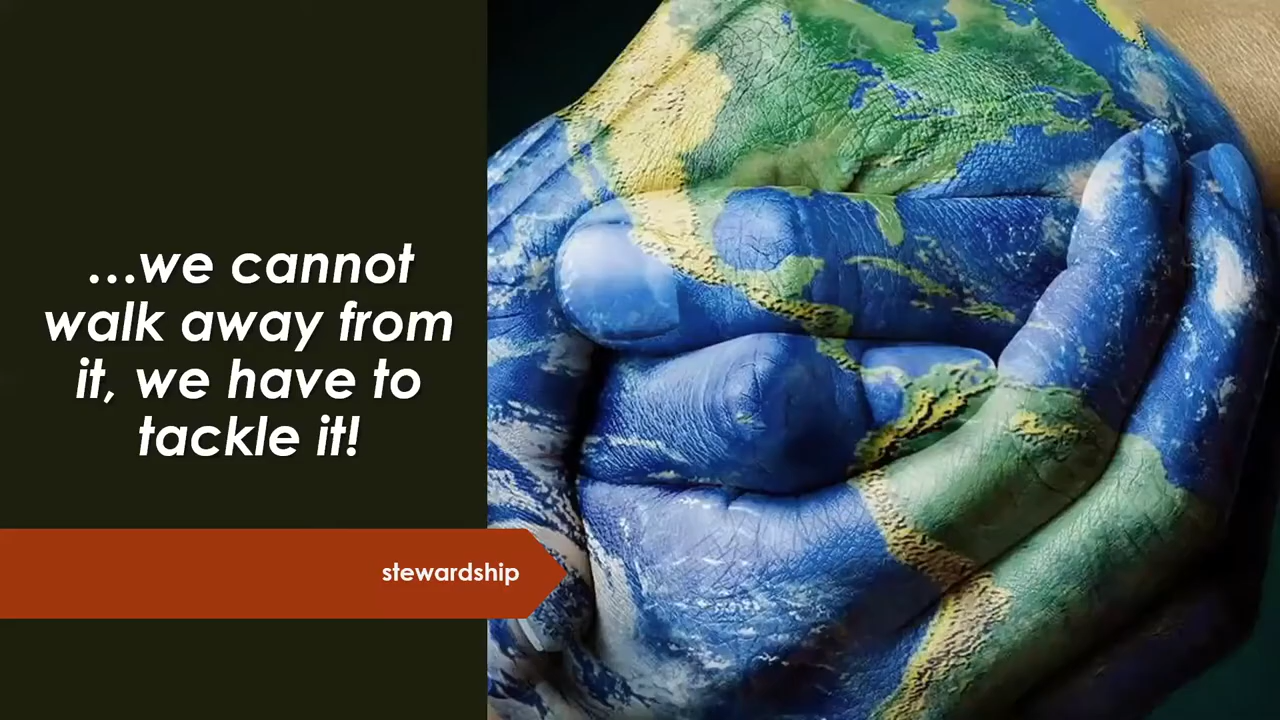 …we cannot
walk away from
it, we have to
tackle it!
stewardship